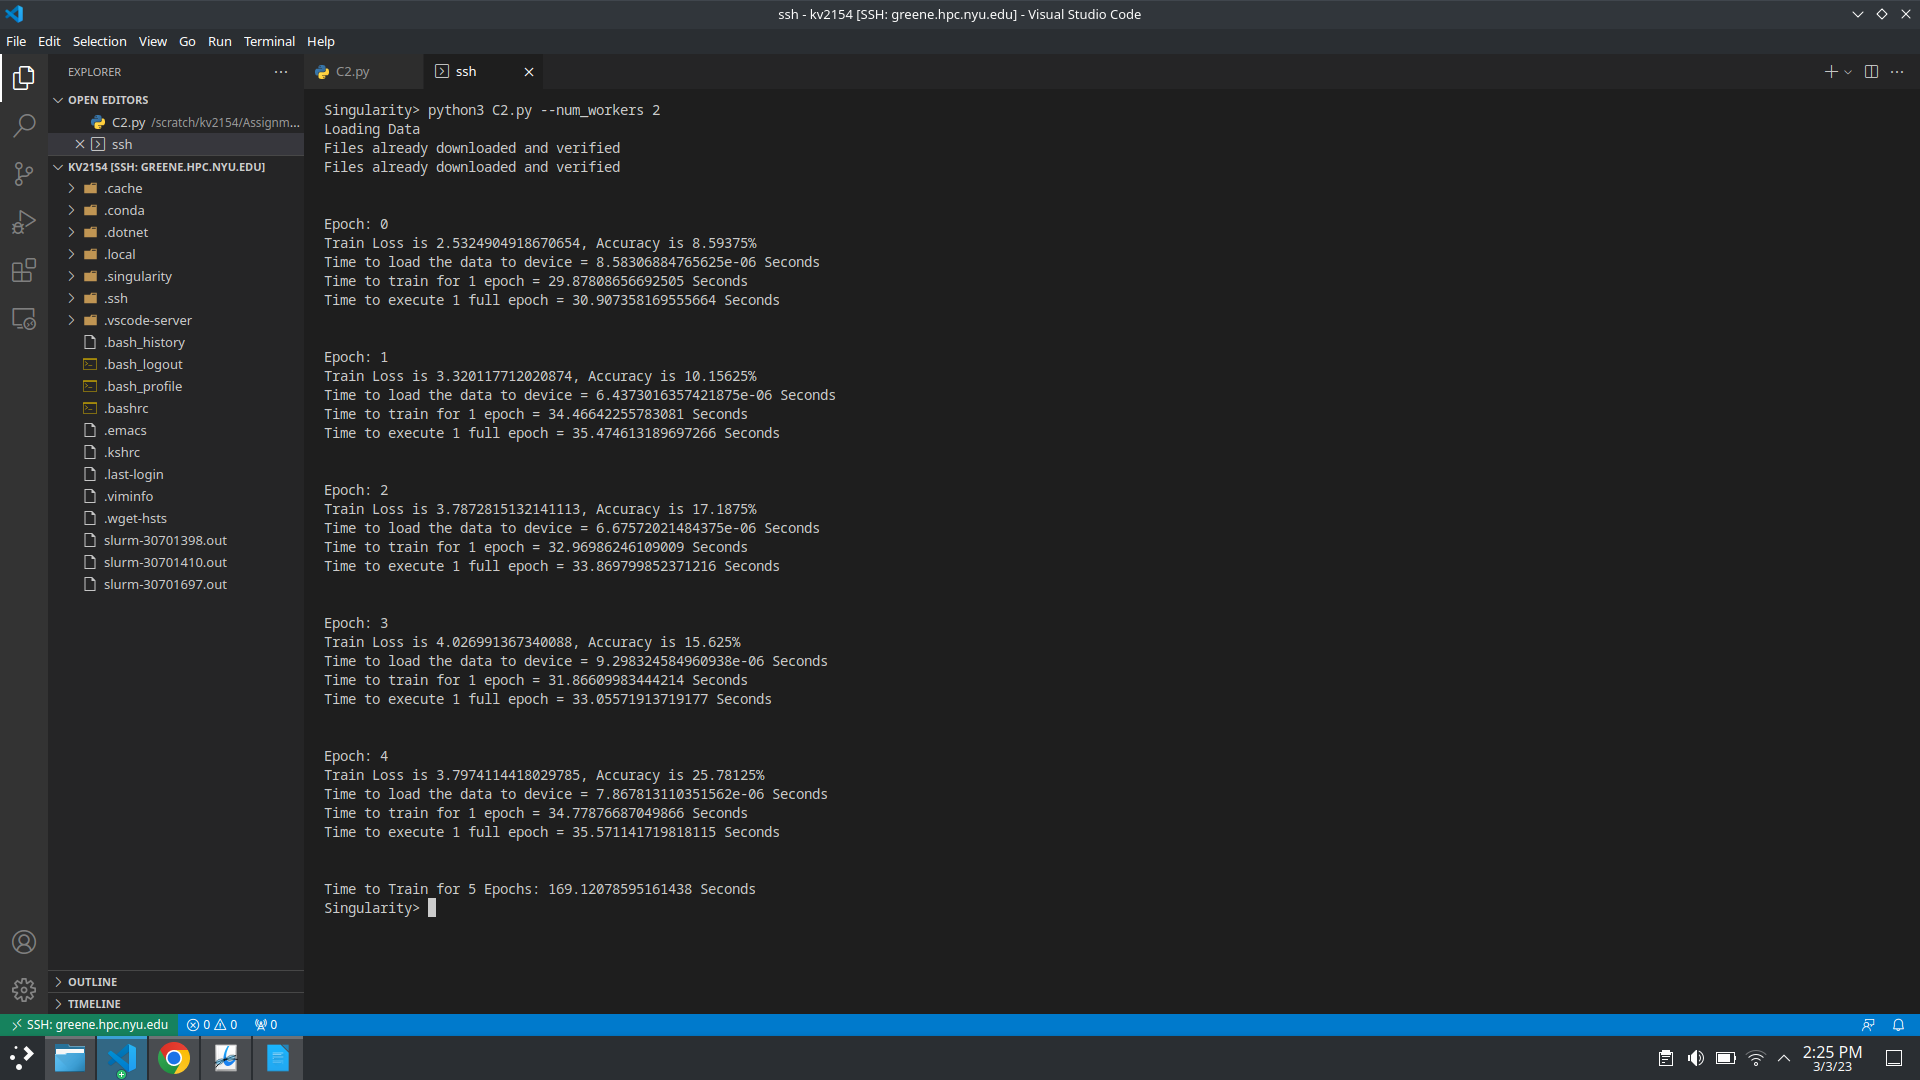 ssh - kv2154 [SSH: greene.hpc.nyu.edu] - Visual Studio Code
File Edit Selection View Go Run Terminal Help
EXPLORER
OPEN EDITORS
C2.py /scratch/kv2154/Assignm...
ssh
KV2154 [SSH: GREENE.HPC.NYU.EDU]
.cache
.conda
.dotnet
.local
.singularity
.ssh
.vscode-server
.bash_history
.bash_logout
.bash_profile
.bashrc
.emacs
.kshrc
.last-login
.viminfo
.wget-hsts
slurm-30701398.out
slurm-30701410.out
slurm-30701697.out
OUTLINE
TIMELINE
C2.py ssh
Singularity> python3 C2.py --num_workers 2
Loading Data
Files already downloaded and verified
Files already downloaded and verified
Epoch: 0
Train Loss is 2.5324904918670654, Accuracy is 8.59375%
Time to load the data to device = 8.58306884765625e-06 Seconds
Time to train for 1 epoch = 29.87808656692505 Seconds
Time to execute 1 full epoch = 30.907358169555664 Seconds
Epoch: 1
Train Loss is 3.320117712020874, Accuracy is 10.15625%
Time to load the data to device = 6.4373016357421875e-06 Seconds
Time to train for 1 epoch = 34.46642255783081 Seconds
Time to execute 1 full epoch = 35.474613189697266 Seconds
Epoch: 2
Train Loss is 3.7872815132141113, Accuracy is 17.1875%
Time to load the data to device = 6.67572021484375e-06 Seconds
Time to train for 1 epoch = 32.96986246109009 Seconds
Time to execute 1 full epoch = 33.869799852371216 Seconds
Epoch: 3
Train Loss is 4.026991367340088, Accuracy is 15.625%
Time to load the data to device = 9.298324584960938e-06 Seconds
Time to train for 1 epoch = 31.86609983444214 Seconds
Time to execute 1 full epoch = 33.05571913719177 Seconds
Epoch: 4
Train Loss is 3.7974114418029785, Accuracy is 25.78125%
Time to load the data to device = 7.867813110351562e-06 Seconds
Time to train for 1 epoch = 34.77876687049866 Seconds
Time to execute 1 full epoch = 35.571141719818115 Seconds
Time to Train for 5 Epochs: 169.12078595161438 Seconds
Singularity>
SSH: greene.hpc.nyu.edu 0 0 0
2:25 PM
3/3/23